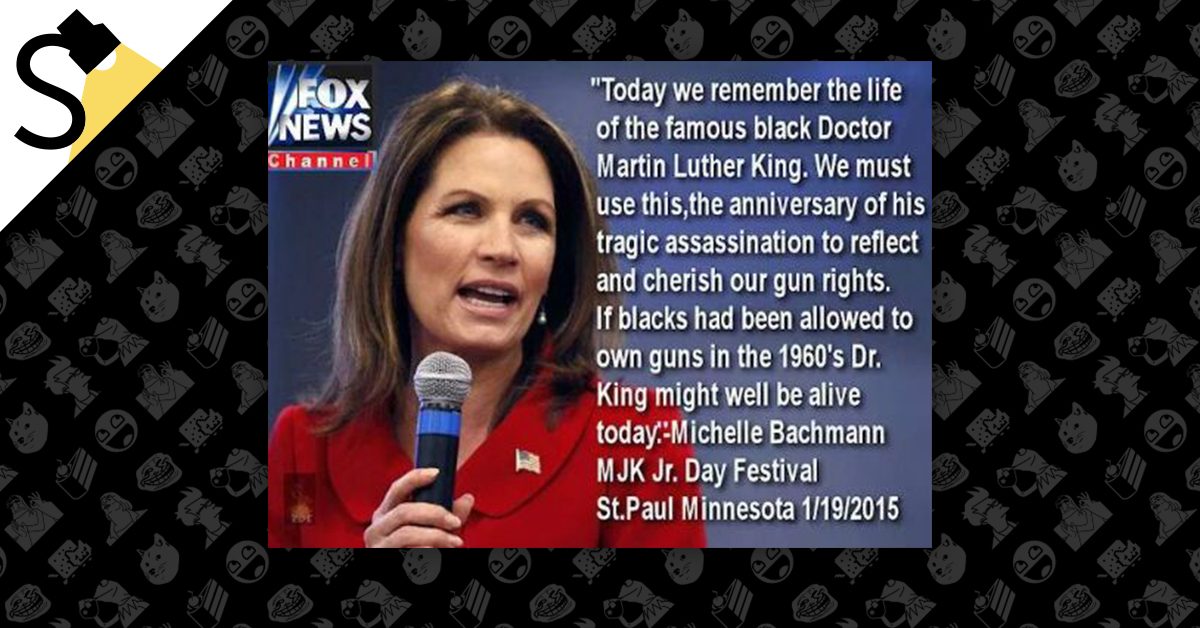 S
FOX
NEWS
Channel
"Today we remember the life
of the famous black Doctor
Martin Luther King. We must
use this,the anniversary of his
tragic assassination to reflect
and cherish our gun rights.
If blacks had been allowed to
own guns in the 1960's Dr.
King might well be alive
today."-Michelle Bachmann
MJK Jr. Day Festival
St.Paul Minnesota 1/19/2015